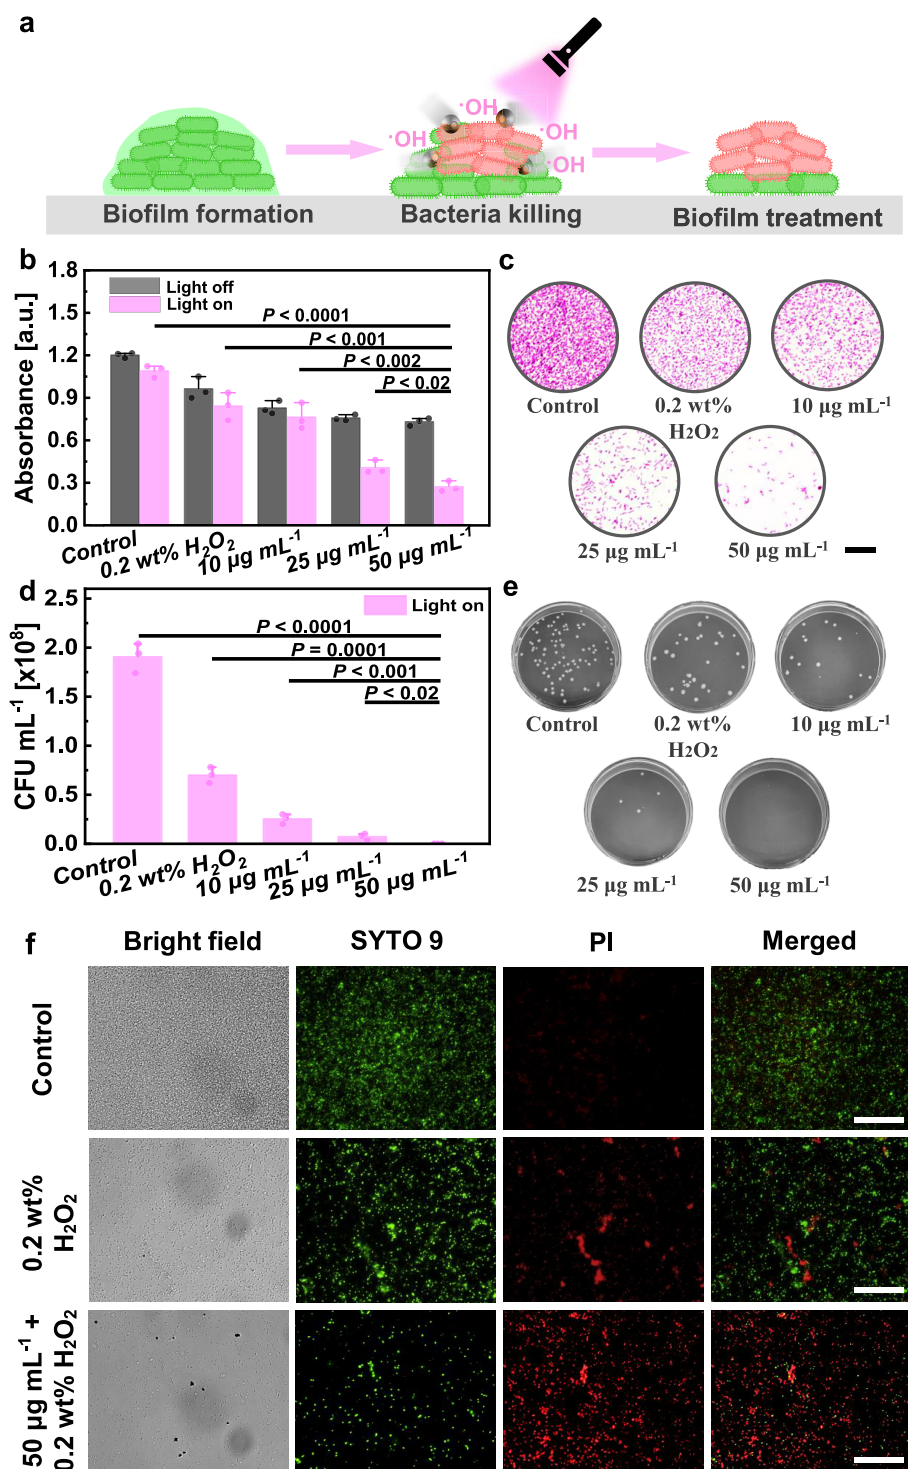 a
·OH
·OH
·OH
·OH
Biofilm formation
Bacteria killing
Biofilm treatment
b
Absorbance [a.u.]
1.8
1.5
1.2
0.9
0.6
0.3
0.0
Light off
Light on
P < 0.0001
P < 0.001
P < 0.002
P < 0.02
Control
0.2 wt% H₂O₂
10 µg mL⁻¹
25 µg mL⁻¹
50 µg mL⁻¹
c
Control
0.2 wt%
H₂O₂
10 µg mL⁻¹
25 µg mL⁻¹
50 µg mL⁻¹
d
CFU mL⁻¹ [x10⁸]
2.5
2.0
1.5
1.0
0.5
0.0
Light on
P < 0.0001
P = 0.0001
P < 0.001
P < 0.02
Control
0.2 wt% H₂O₂
10 µg mL⁻¹
25 µg mL⁻¹
50 µg mL⁻¹
e
Control
0.2 wt%
H₂O₂
10 µg mL⁻¹
25 µg mL⁻¹
50 µg mL⁻¹
f
Bright field
SYTO 9
PI
Merged
Control
0.2 wt%
H₂O₂
50 µg mL⁻¹ +
0.2 wt% H₂O₂